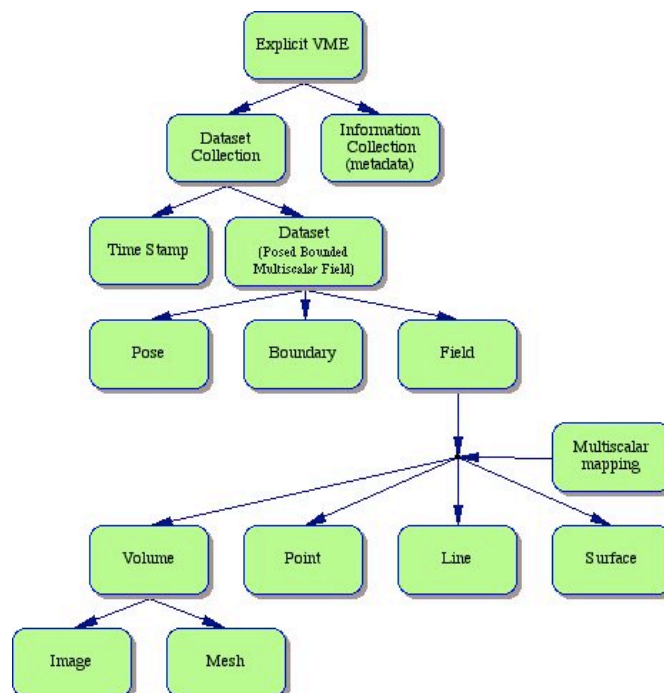 Explicit VME
Dataset
Collection
Information
Collection
(metadata)
Time Stamp
Dataset
(Posed Bounded
Multiscalar Field)
Pose
Boundary
Field
Multiscalar
mapping
Volume
Point
Line
Surface
Image
Mesh